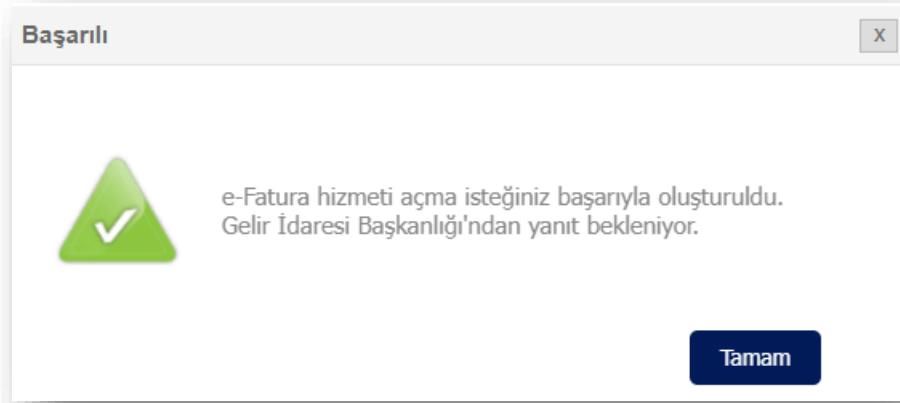 Başarılı
X
e-Fatura hizmeti açma isteğiniz başarıyla oluşturuldu.
Gelir İdaresi Başkanlığı'ndan yanıt bekleniyor.
Tamam